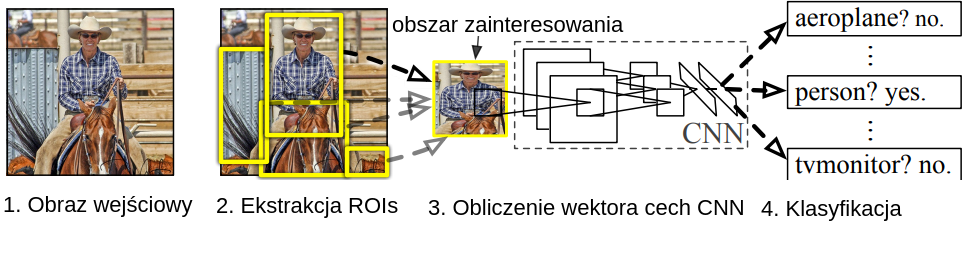 obszar zainteresowania
aeroplane? no.
⋮
person? yes.
⋮
tvmonitor? no.
CNN
1. Obraz wejściowy
2. Ekstrakcja ROIs
3. Obliczenie wektora cech CNN
4. Klasyfikacja